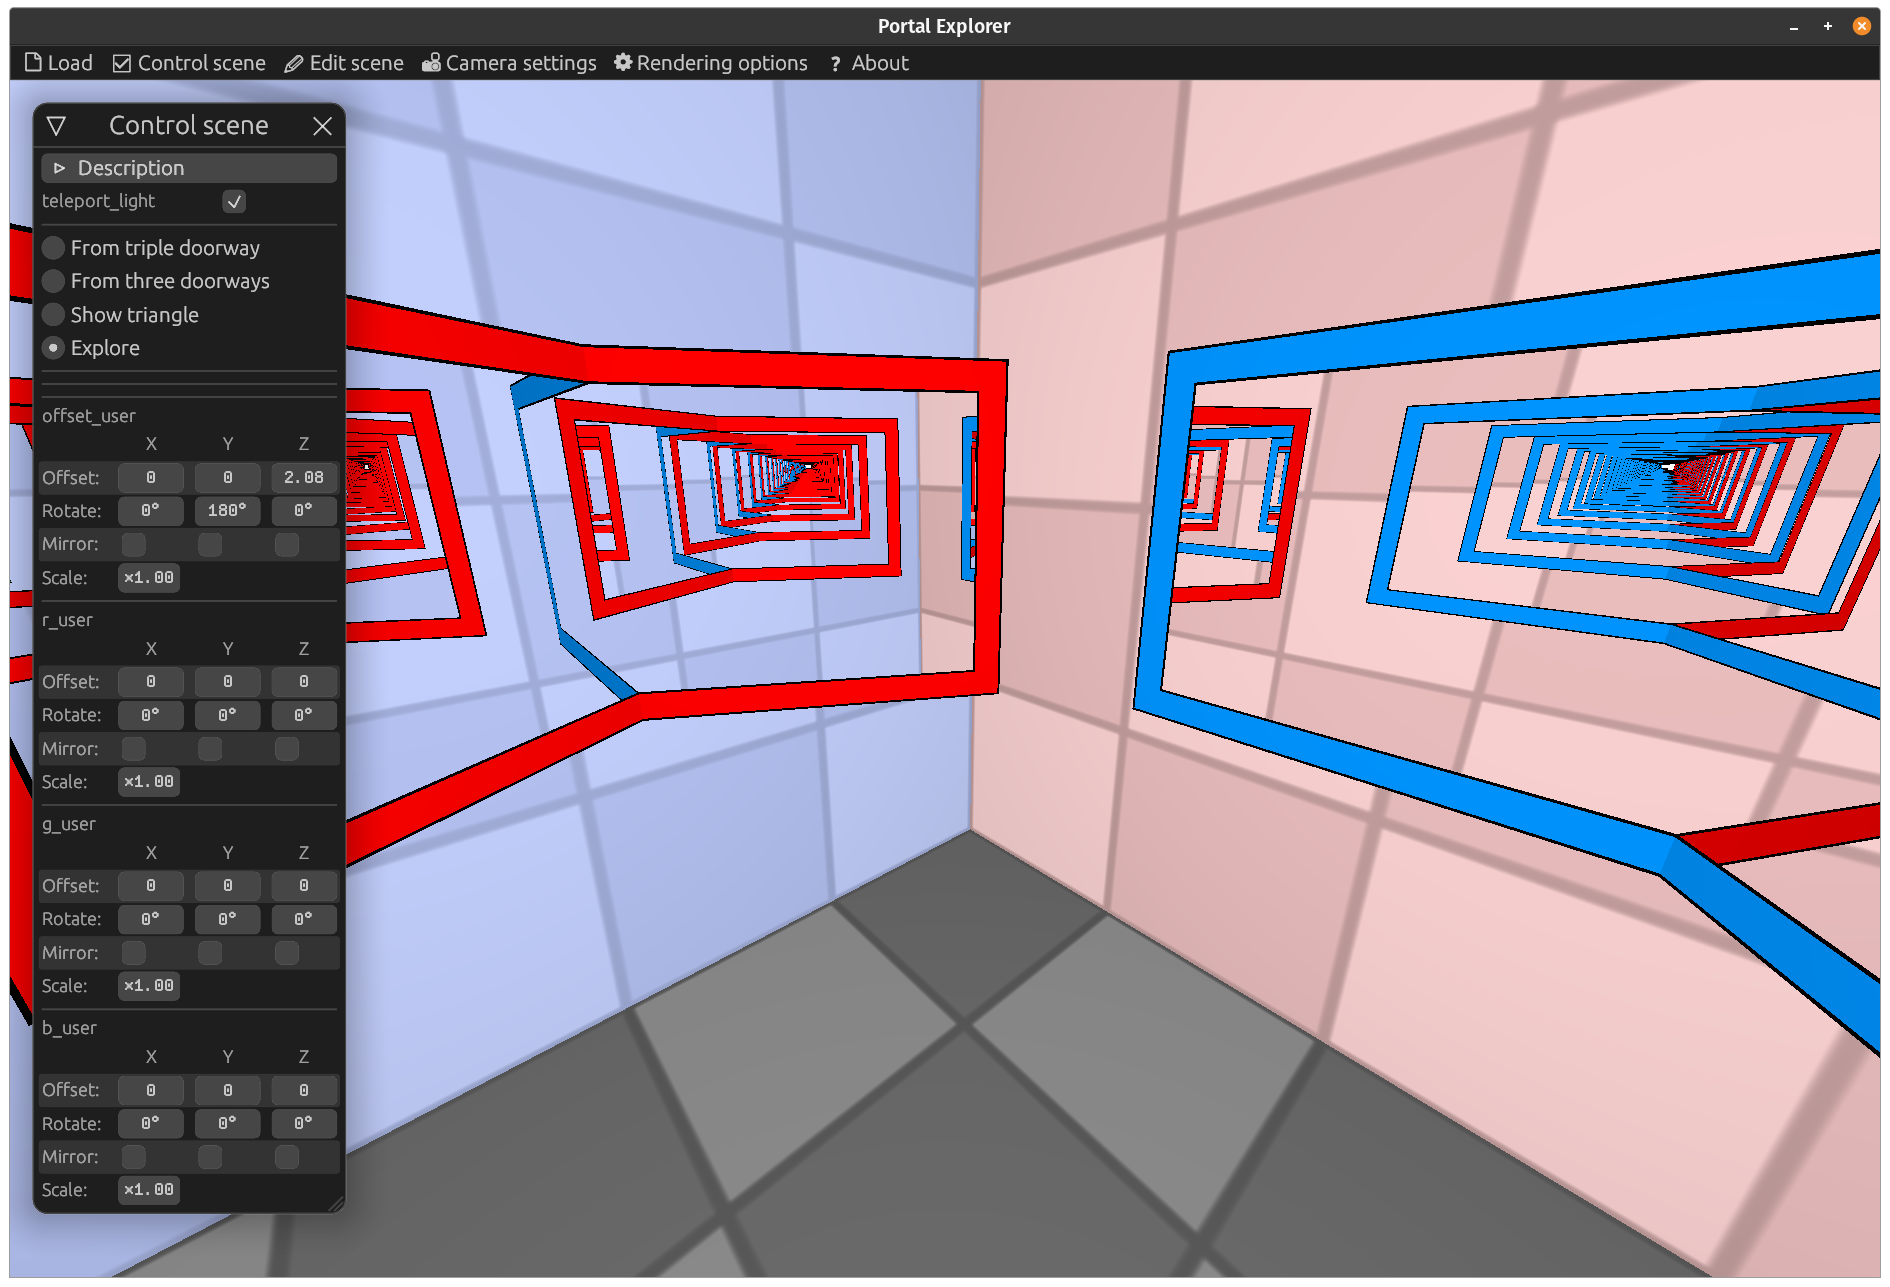 Portal Explorer
Load Control scene Edit scene Camera settings Rendering options ? About
Control scene
Description
teleport_light
From triple doorway
From three doorways
Show triangle
Explore
offset_user
X Y Z
Offset: 0 0 2.08
Rotate: 0° 180° 0°
Mirror:
Scale: ×1.00
r_user
X Y Z
Offset: 0 0 0
Rotate: 0° 0° 0°
Mirror:
Scale: ×1.00
g_user
X Y Z
Offset: 0 0 0
Rotate: 0° 0° 0°
Mirror:
Scale: ×1.00
b_user
X Y Z
Offset: 0 0 0
Rotate: 0° 0° 0°
Mirror:
Scale: ×1.00